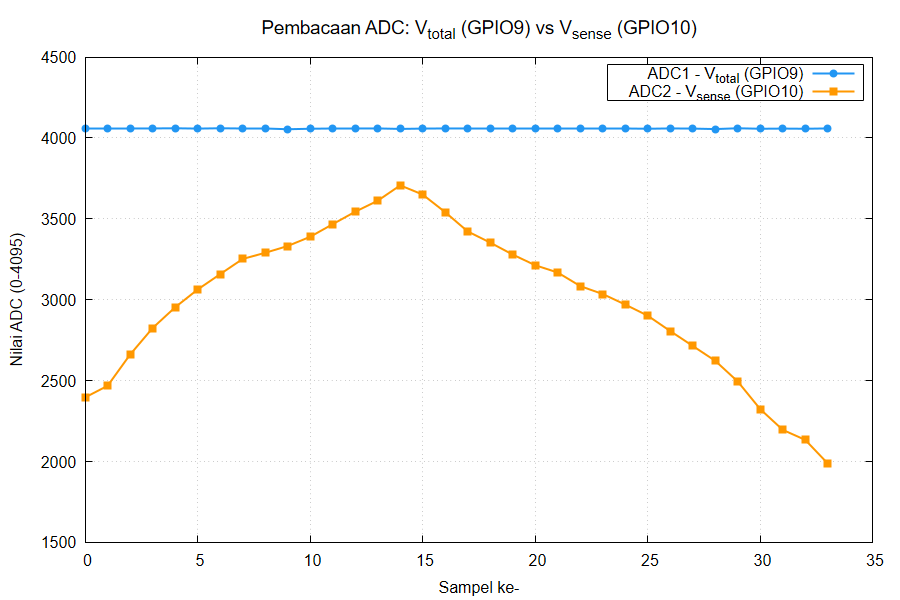 Pembacaan ADC: Vtotal (GPIO9) vs Vsense (GPIO10)
ADC1 - Vtotal (GPIO9)
ADC2 - Vsense (GPIO10)
Nilai ADC (0-4095)
4500
4000
3500
3000
2500
2000
1500
0 5 10 15 20 25 30 35
Sampel ke-